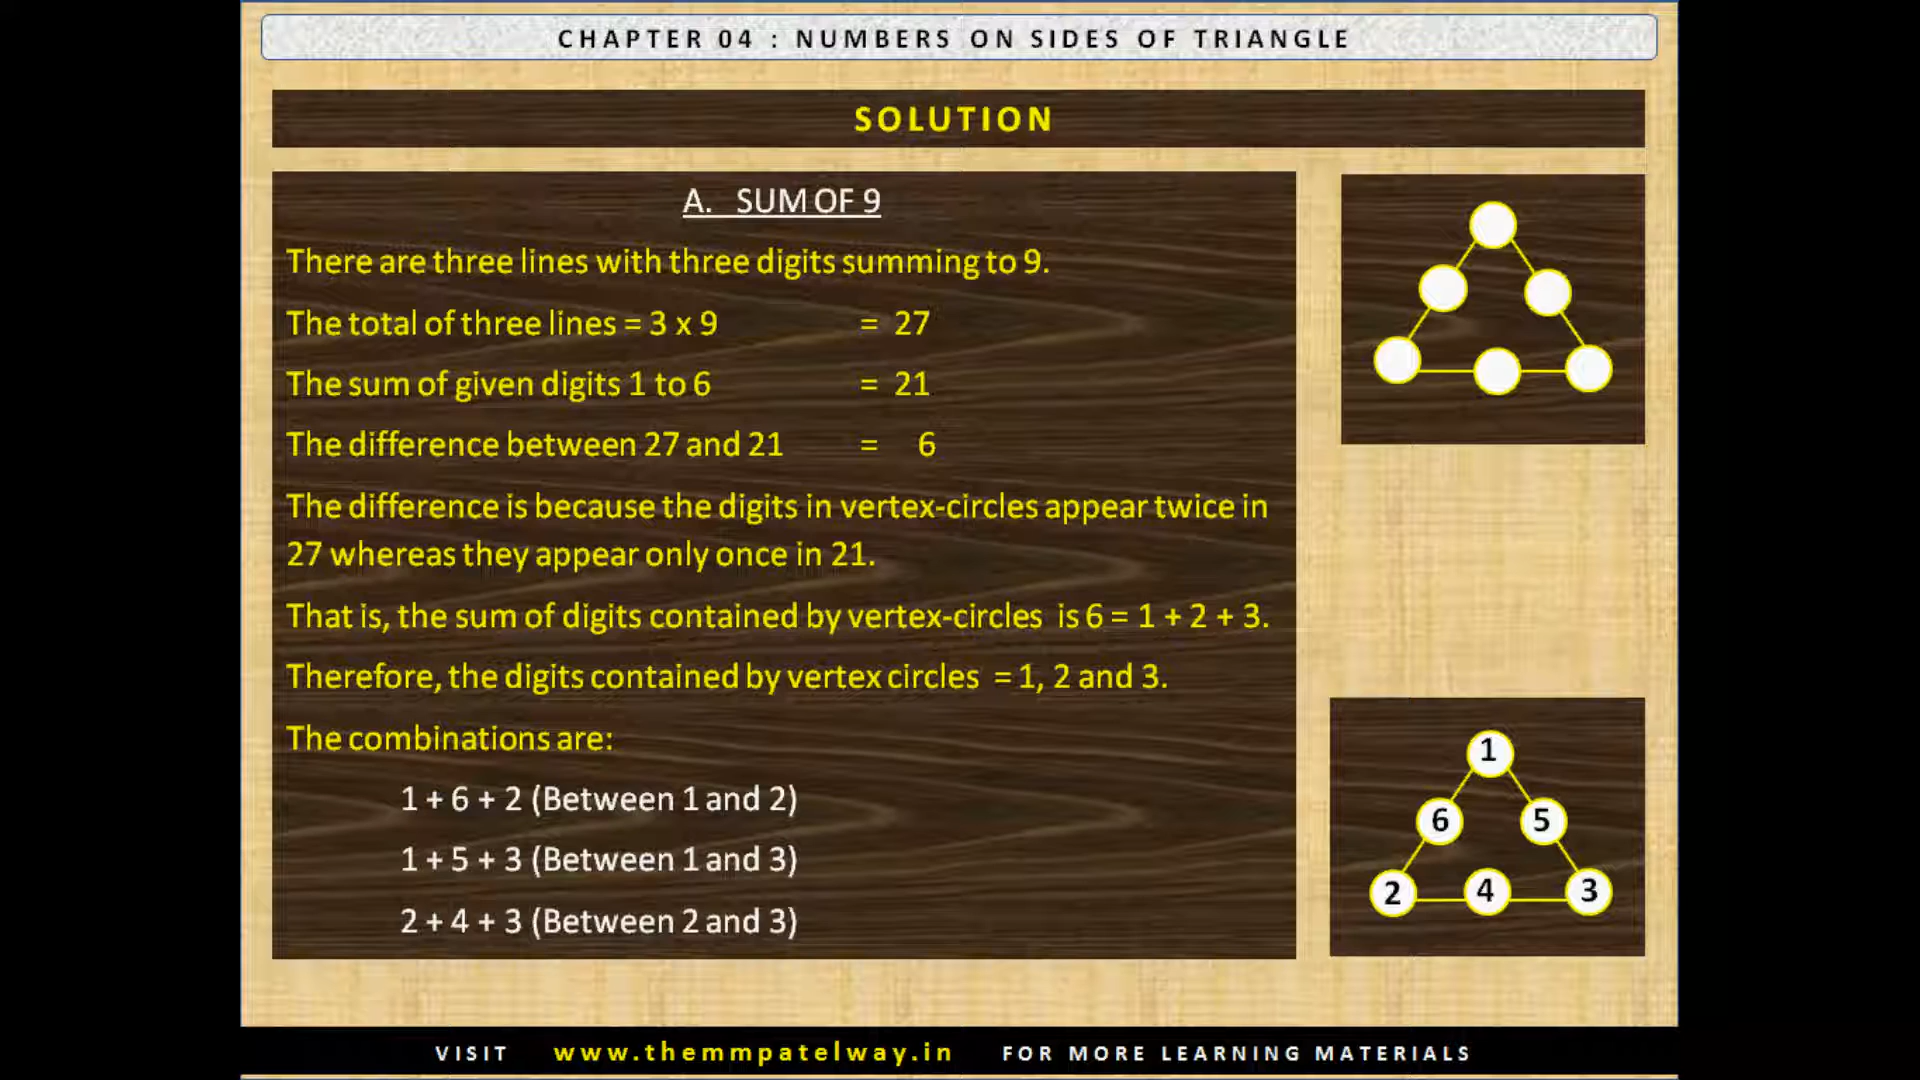 CHAPTER 04 : NUMBERS ON SIDES OF TRIANGLE
SOLUTION
A. SUM OF 9
There are three lines with three digits summing to 9.
The total of three lines = 3 x 9 = 27
The sum of given digits 1 to 6 = 21
The difference between 27 and 21 = 6
The difference is because the digits in vertex-circles appear twice in
27 whereas they appear only once in 21.
That is, the sum of digits contained by vertex-circles is 6 = 1 + 2 + 3.
Therefore, the digits contained by vertex circles = 1, 2 and 3.
The combinations are:
1 + 6 + 2 (Between 1 and 2)
1 + 5 + 3 (Between 1 and 3)
2 + 4 + 3 (Between 2 and 3)
1
6 5
2 4 3
VISIT www.themmpatelway.in FOR MORE LEARNING MATERIALS